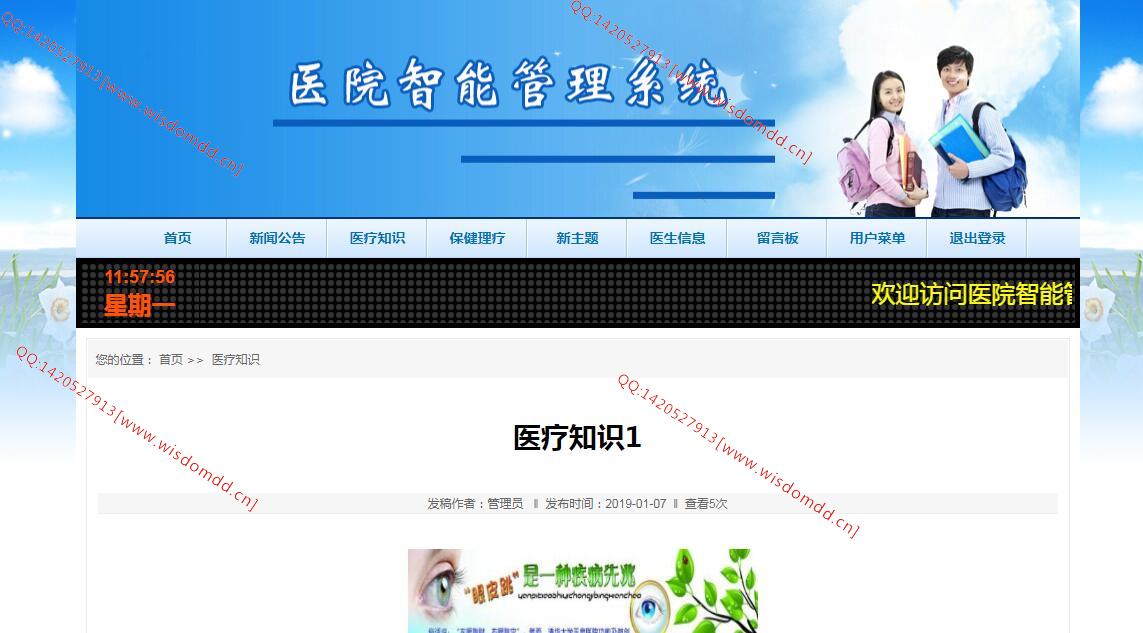 医院智能管理系统
QQ:1420527913[www.wisdomdd.cn]
QQ:1420527913[www.wisdomdd.cn]
首页 新闻公告 医疗知识 保健理疗 新主题 医生信息 留言板 用户菜单 退出登录
11:57:56
星期一
欢迎访问医院智能
您的位置： 首页 >> 医疗知识
QQ:1420527913[www.wisdomdd.cn]
QQ:1420527913[www.wisdomdd.cn]
医疗知识1
发稿作者：管理员 ‖ 发布时间：2019-01-07 ‖ 查看5次
"眼皮跳"是一种疾病先兆